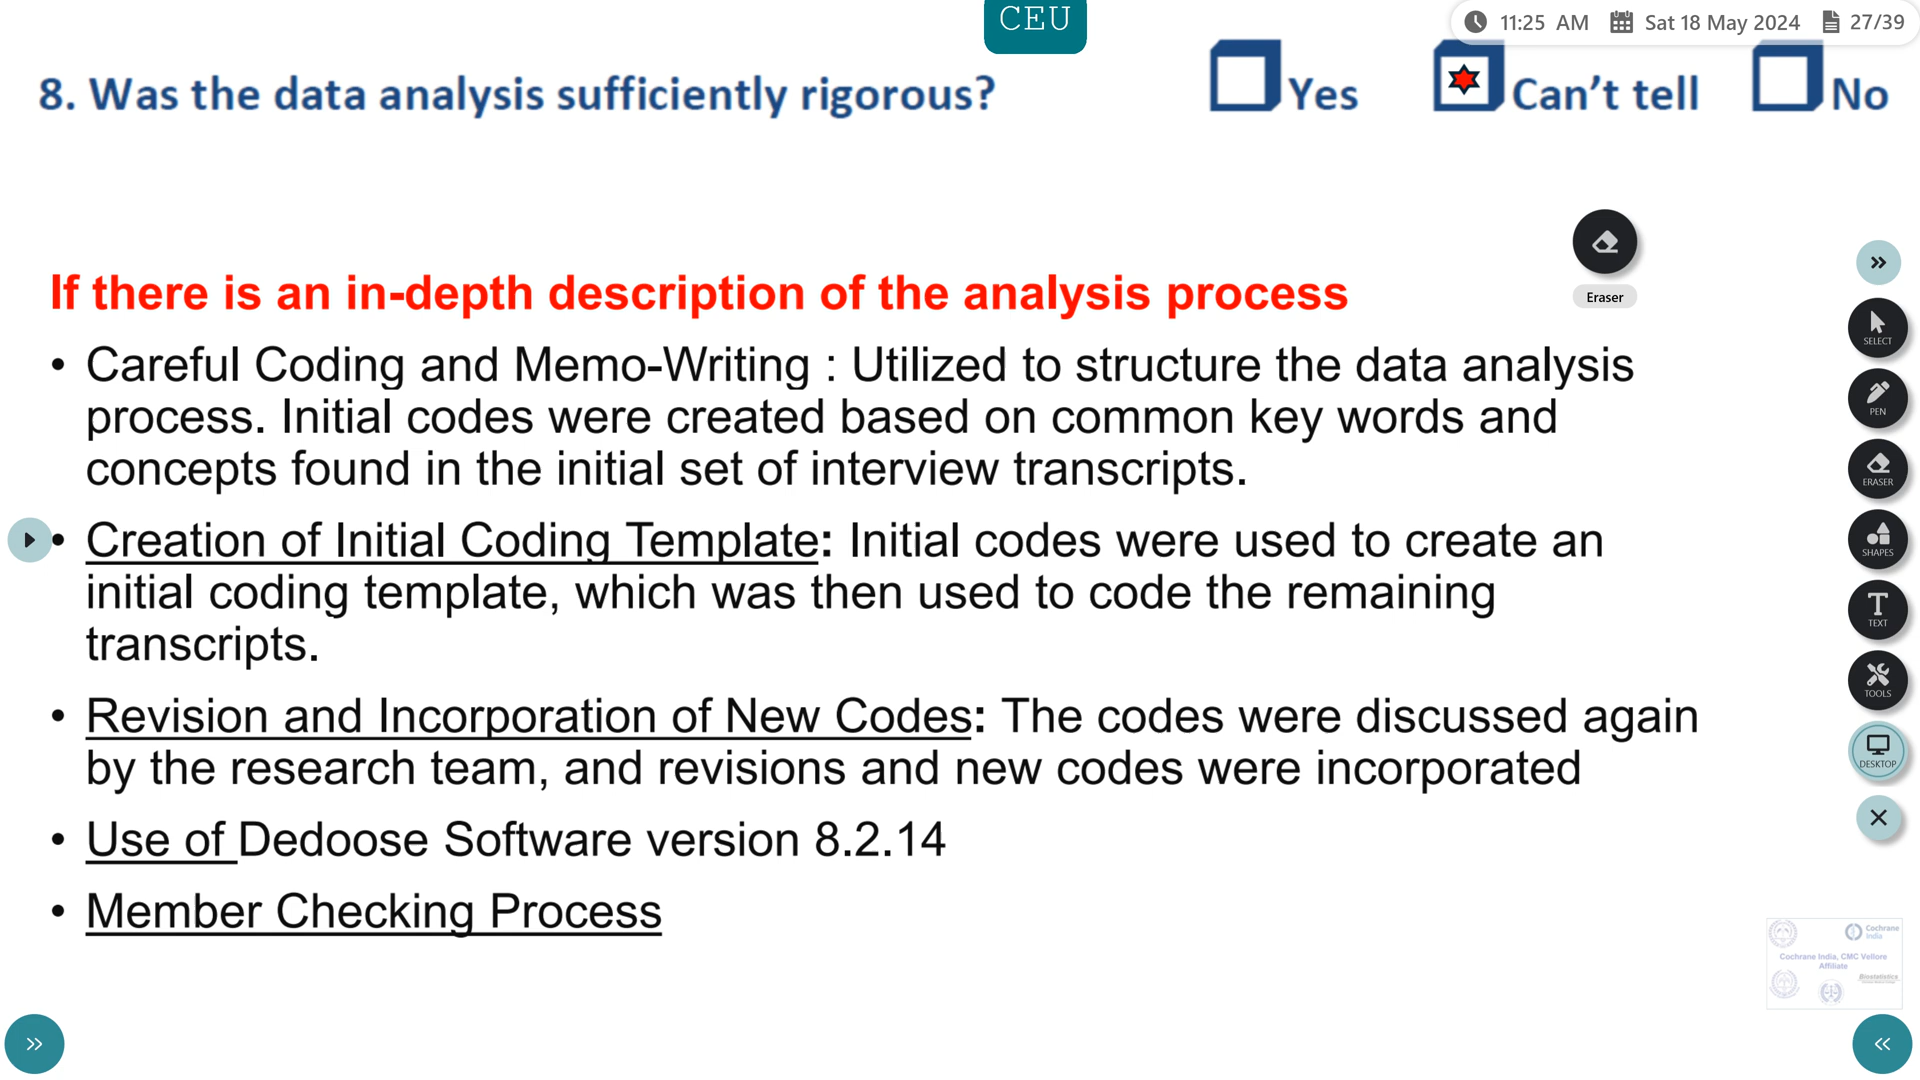 CEU
11:25 AM Sat 18 May 2024 27/39
8. Was the data analysis sufficiently rigorous? Yes Can't tell No
Eraser
If there is an in-depth description of the analysis process
• Careful Coding and Memo-Writing : Utilized to structure the data analysis
process. Initial codes were created based on common key words and
concepts found in the initial set of interview transcripts.
• Creation of Initial Coding Template: Initial codes were used to create an
initial coding template, which was then used to code the remaining
transcripts.
• Revision and Incorporation of New Codes: The codes were discussed again
by the research team, and revisions and new codes were incorporated
• Use of Dedoose Software version 8.2.14
• Member Checking Process
SELECT
PEN
ERASER
SHAPES
TEXT
TOOLS
DESKTOP
Cochrane
India
Cochrane India, CMC Vellore
Affiliate
Biostatistics